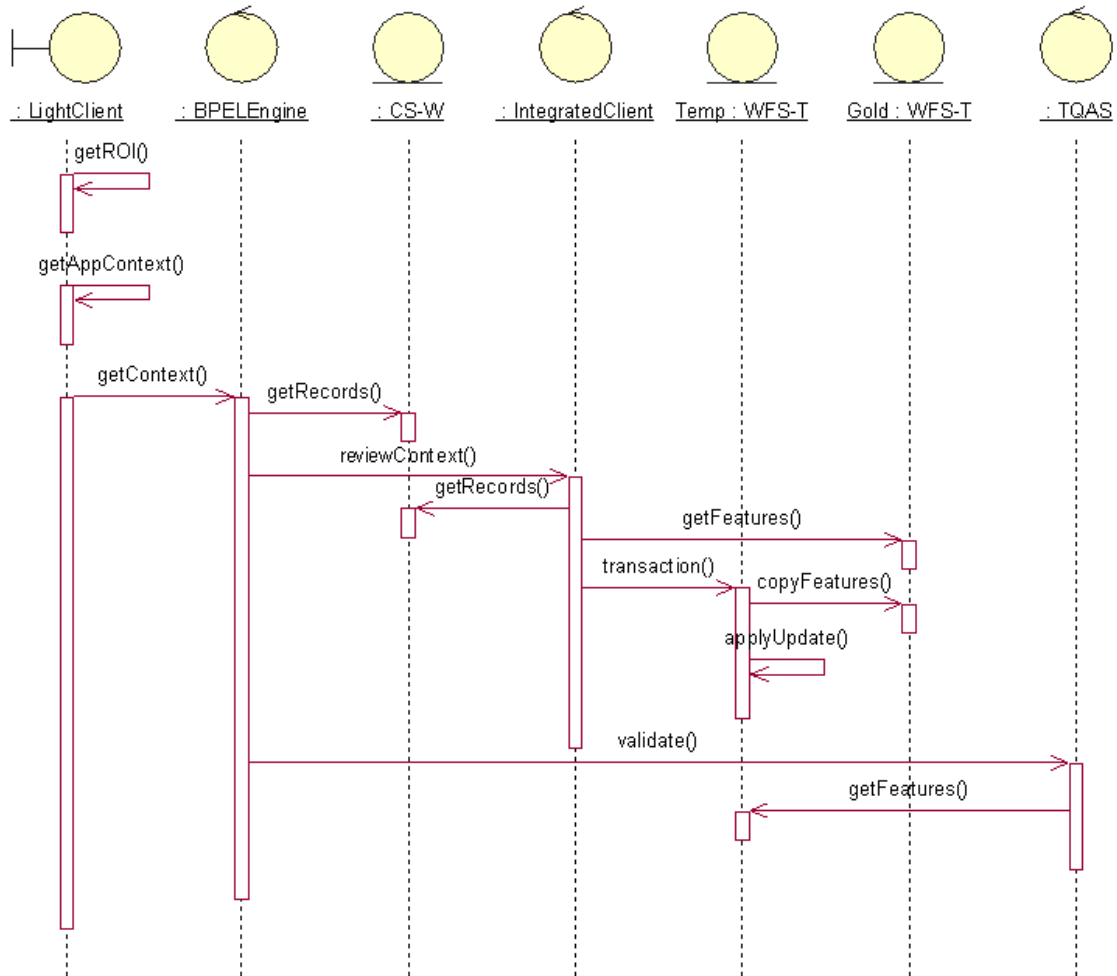 : LightClient
: BPELEngine
: CS-W
: IntegratedClient
Temp : WFS-T
Gold : WFS-T
: TQAS
getROI()
getAppContext()
getContext()
getRecords()
reviewContext()
getRecords()
getFeatures()
transaction()
copyFeatures()
applyUpdate()
validate()
getFeatures()